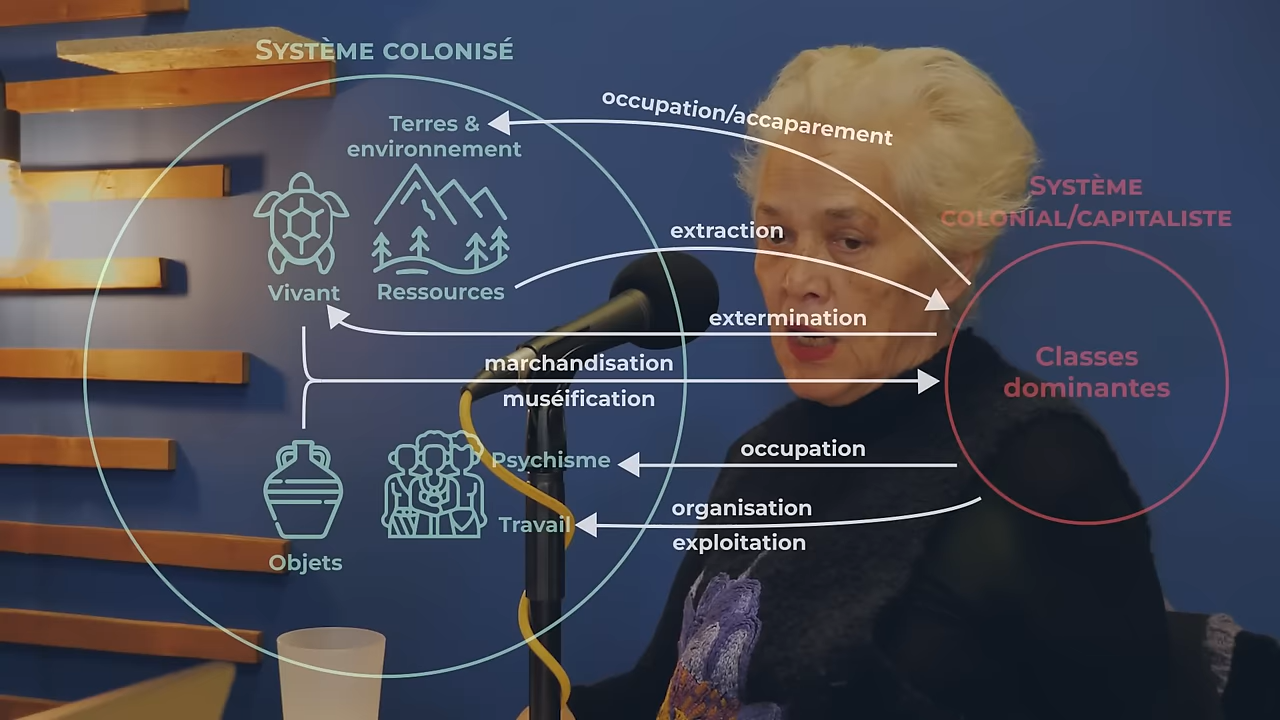 SYSTÈME COLONISÉ
occupation/accaparement
Terres &
environnement
SYSTÈME
COLONIAL/CAPITALISTE
extraction
Vivant
Ressources
extermination
marchandisation
muséification
Classes
dominantes
occupation
Psychisme
organisation
Travail
exploitation
Objets